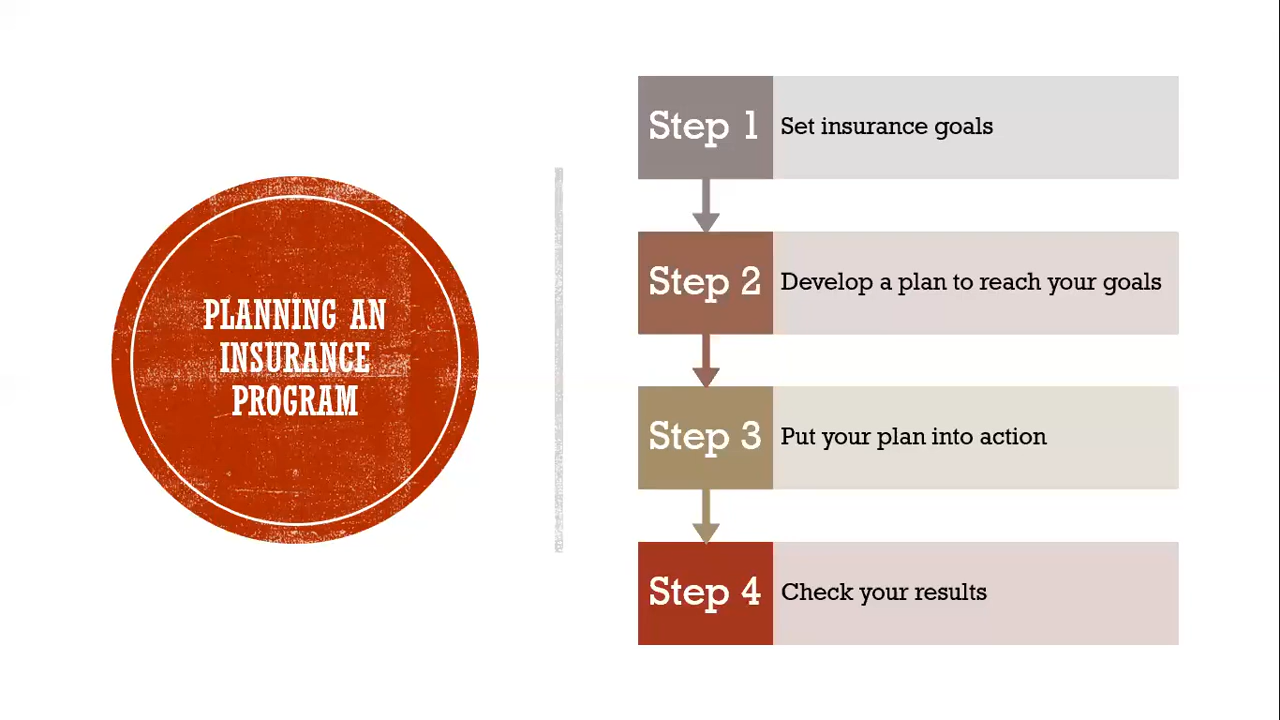 PLANNING AN
INSURANCE
PROGRAM
Step 1 Set insurance goals
Step 2 Develop a plan to reach your goals
Step 3 Put your plan into action
Step 4 Check your results